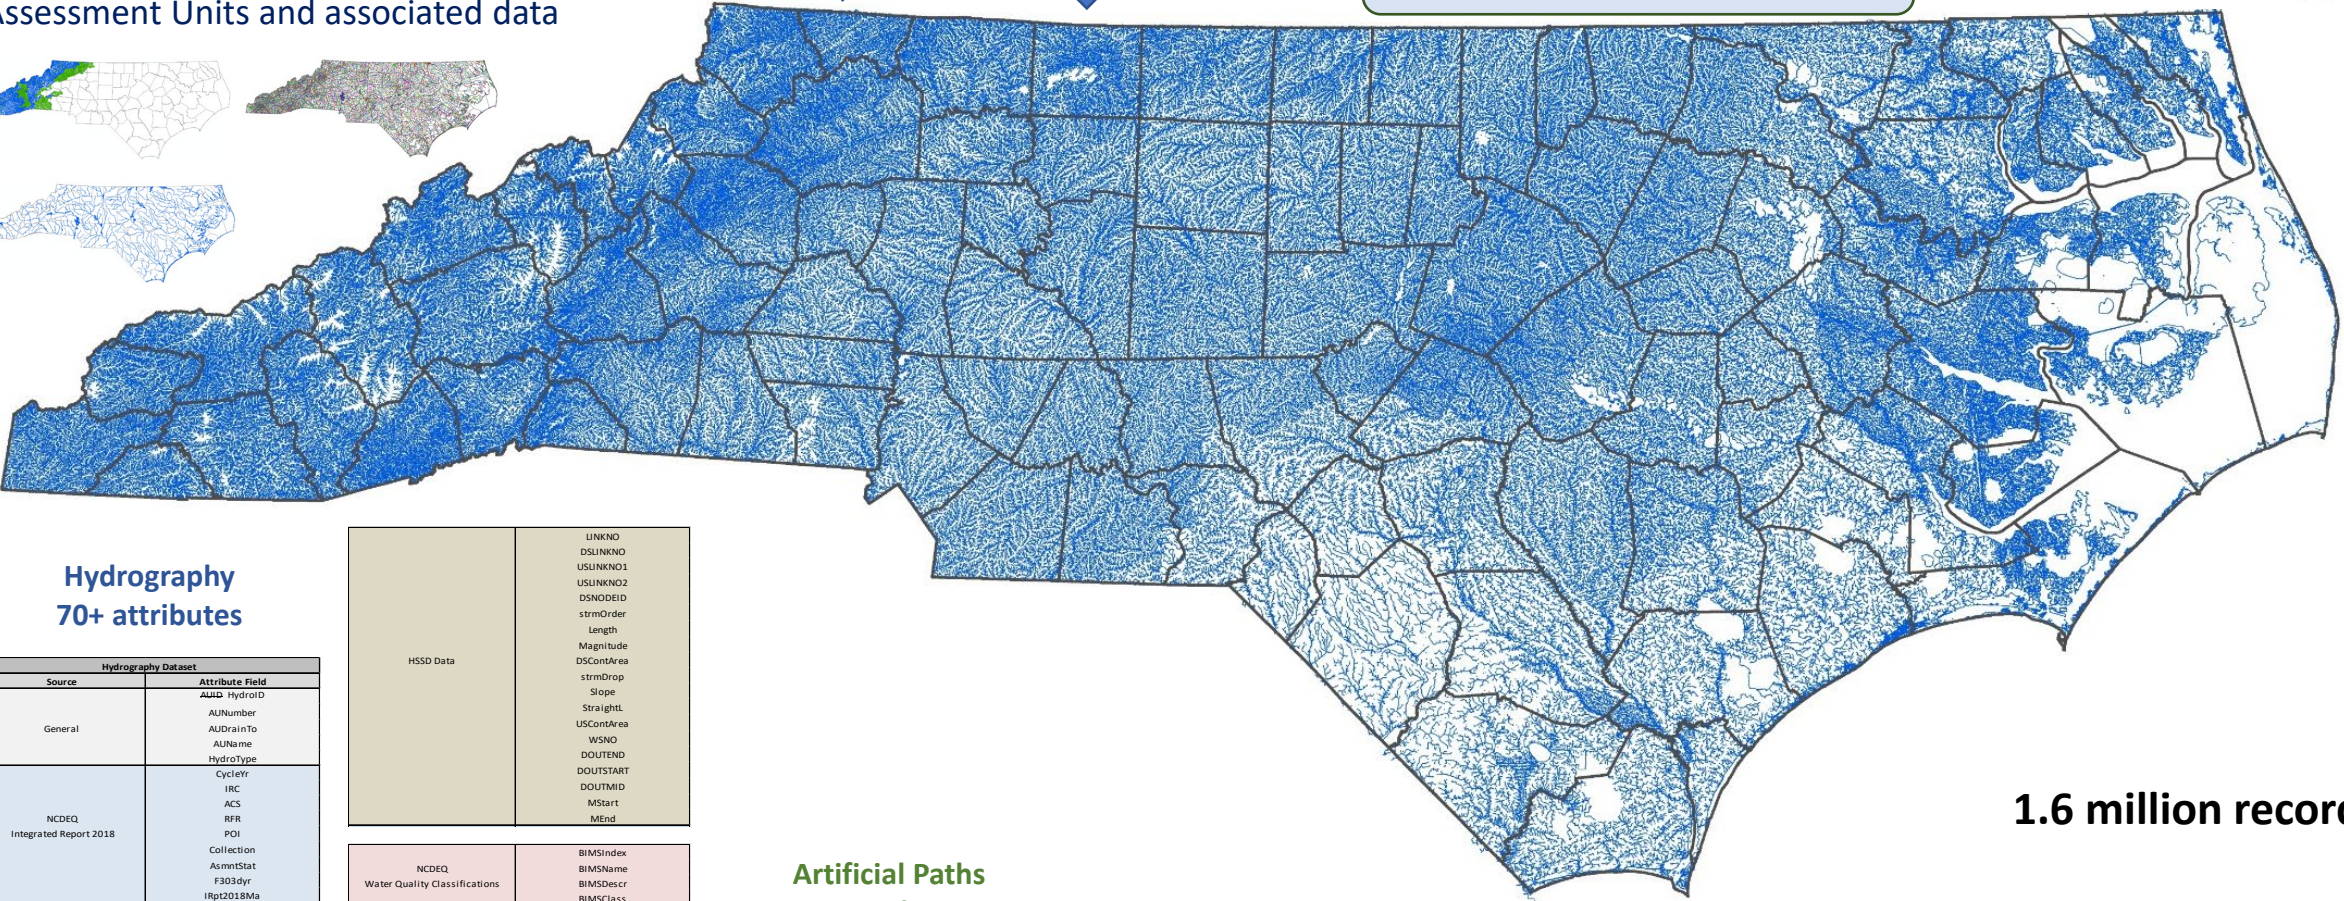 Assessment Units and associated data
Hydrography
70+ attributes
Hydrography Dataset
Source Attribute Field
General
AUID HydroID
AUNumber
AUDrainTo
AUName
HydroType
NCDEQ
Integrated Report 2018
CycleYr
IRC
ACS
RFR
POI
Collection
AsmntStat
F303dyr
IRpt2018Ma
HSSD Data
LINKNO
DSLINKNO
USLINKNO1
USLINKNO2
DSNODEID
strmOrder
Length
Magnitude
DSContArea
strmDrop
Slope
StraightL
USContArea
WSNO
DOUTEND
DOUTSTART
DOUTMID
MStart
MEnd
NCDEQ
Water Quality Classifications
BIMSIndex
BIMSName
BIMSDescr
BIMSClass
Artificial Paths
1.6 million record